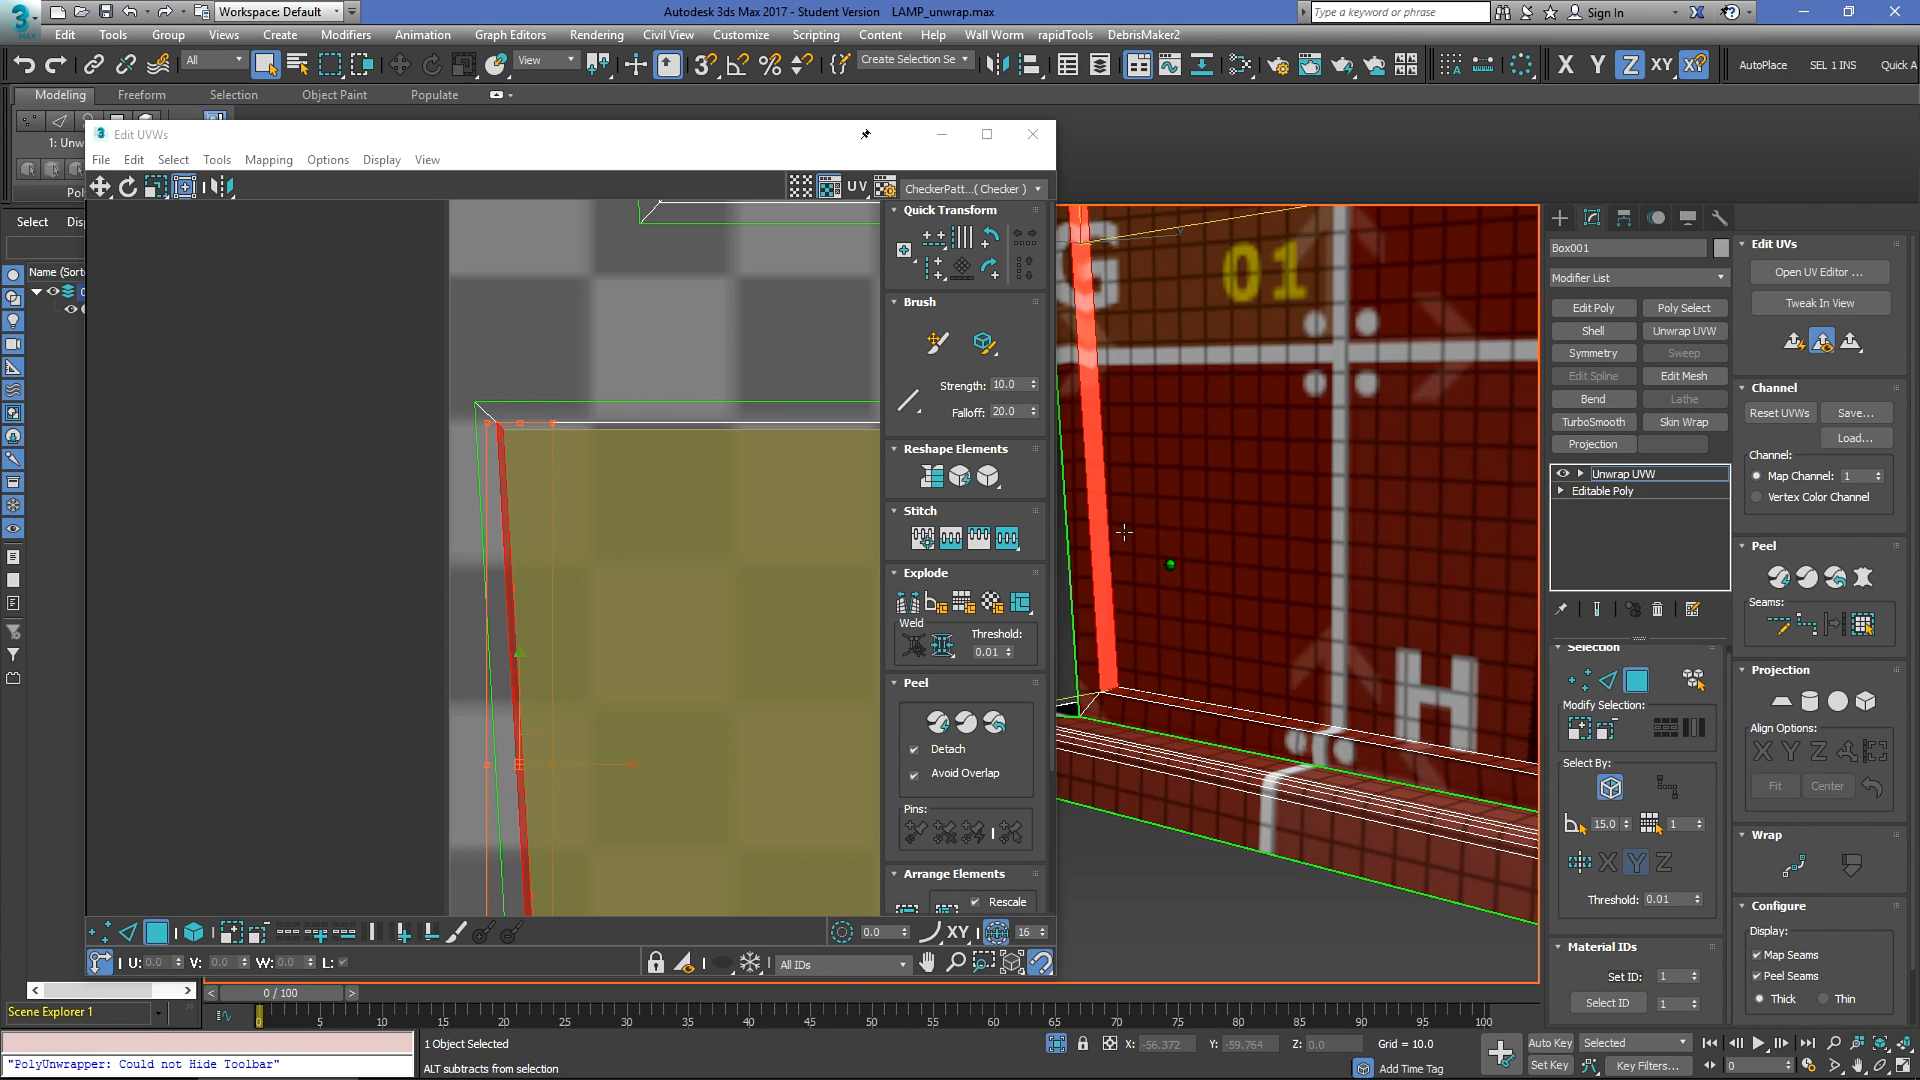 Workspace: Default
Autodesk 3ds Max 2017 - Student Version    LAMP_unwrap.max
Type a keyword or phrase
Sign In
Edit Tools Group Views Create Modifiers Animation Graph Editors Rendering Civil View Customize Scripting Content Help Wall Worm rapidTools DebrisMaker2
All
View
Create Selection Se
X Y Z XY
AutoPlace
SEL 1 INS
Quick A
Modeling Freeform Selection Object Paint Populate
1: Unw
Edit UVWs
File Edit Select Tools Mapping Options Display View
UV
CheckerPatt...( Checker )
Select
Name (Sort
Quick Transform
Brush
Strength: 10.0
Falloff: 20.0
Reshape Elements
Stitch
Explode
Weld
Threshold:
0.01
Peel
Detach
Avoid Overlap
Pins:
Arrange Elements
Rescale
0.0
XY
16
U: 0.0 V: 0.0 W: 0.0 L:
All IDs
G
01
H
Box001
Modifier List
Edit Poly Poly Select
Shell Unwrap UVW
Symmetry Sweep
Edit Spline Edit Mesh
Bend Lathe
TurboSmooth Skin Wrap
Projection
Unwrap UVW
Editable Poly
Selection
Modify Selection:
Select By:
15.0
1
X Y Z
Threshold: 0.01
Material IDs
Set ID: 1
Select ID 1
Edit UVs
Open UV Editor ...
Tweak In View
Channel
Reset UVWs Save...
Load...
Channel:
Map Channel: 1
Vertex Color Channel
Peel
Seams:
Projection
Align Options:
X Y Z
Fit Center
Wrap
Configure
Display:
Map Seams
Peel Seams
Thick Thin
< 0 / 100 >
Scene Explorer 1
0 5 10 15 20 25 30 35 40 45 50 55 60 65 70 75 80 85 90 95 100
"PolyUnwrapper: Could not Hide Toolbar"
1 Object Selected
ALT subtracts from selection
X: -56.372 Y: -59.764 Z: 0.0 Grid = 10.0
Add Time Tag
Auto Key Selected
Set Key Key Filters...
0